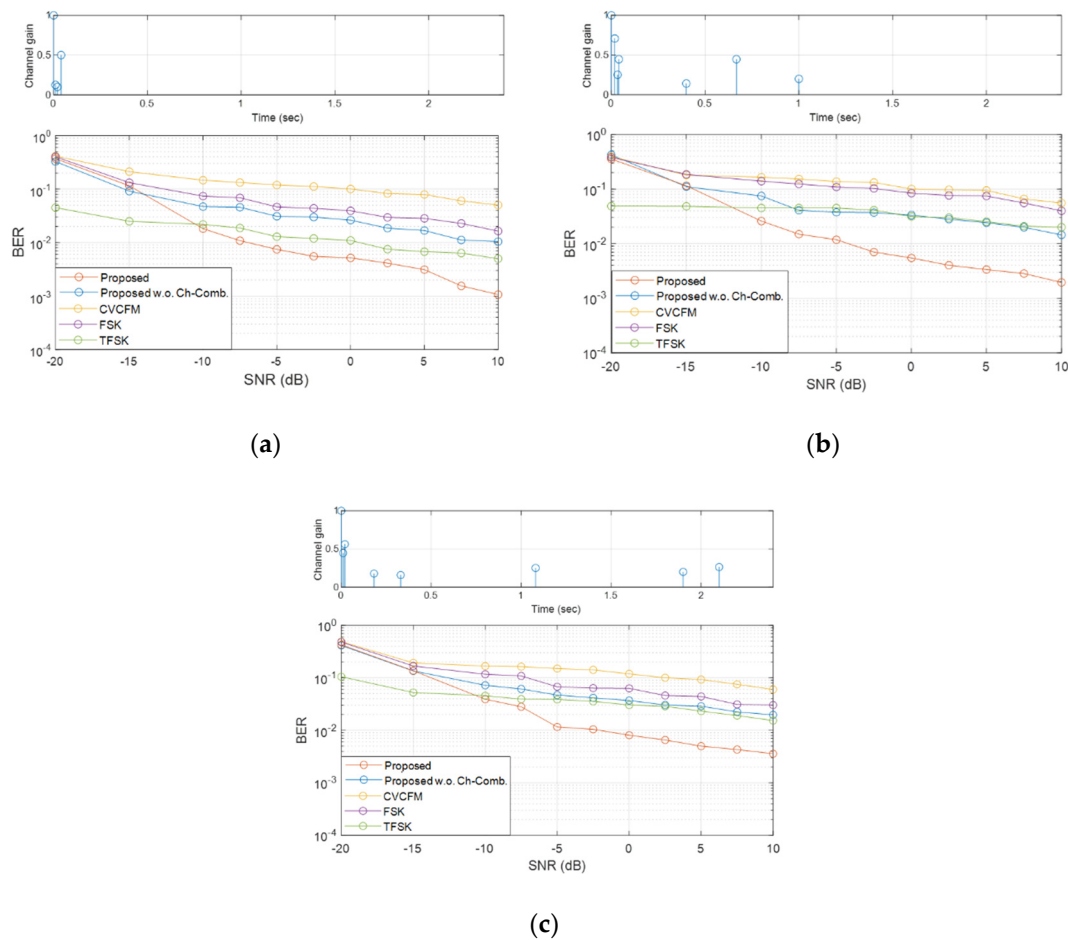 Channel gain
1
0.5
0
0 0.5 1 1.5 2
Time (sec)
BER
10^0
10^-1
10^-2
10^-3
10^-4
Proposed
Proposed w.o. Ch-Comb.
CVCFM
FSK
TFSK
-20 -15 -10 -5 0 5 10
SNR (dB)
(a)
Channel gain
1
0.5
0
0 0.5 1 1.5 2
Time (sec)
BER
10^0
10^-1
10^-2
10^-3
10^-4
Proposed
Proposed w.o. Ch-Comb.
CVCFM
FSK
TFSK
-20 -15 -10 -5 0 5 10
SNR (dB)
(b)
Channel gain
1
0.5
0
0 0.5 1 1.5 2
Time (sec)
BER
10^0
10^-1
10^-2
10^-3
10^-4
Proposed
Proposed w.o. Ch-Comb.
CVCFM
FSK
TFSK
-20 -15 -10 -5 0 5 10
SNR (dB)
(c)